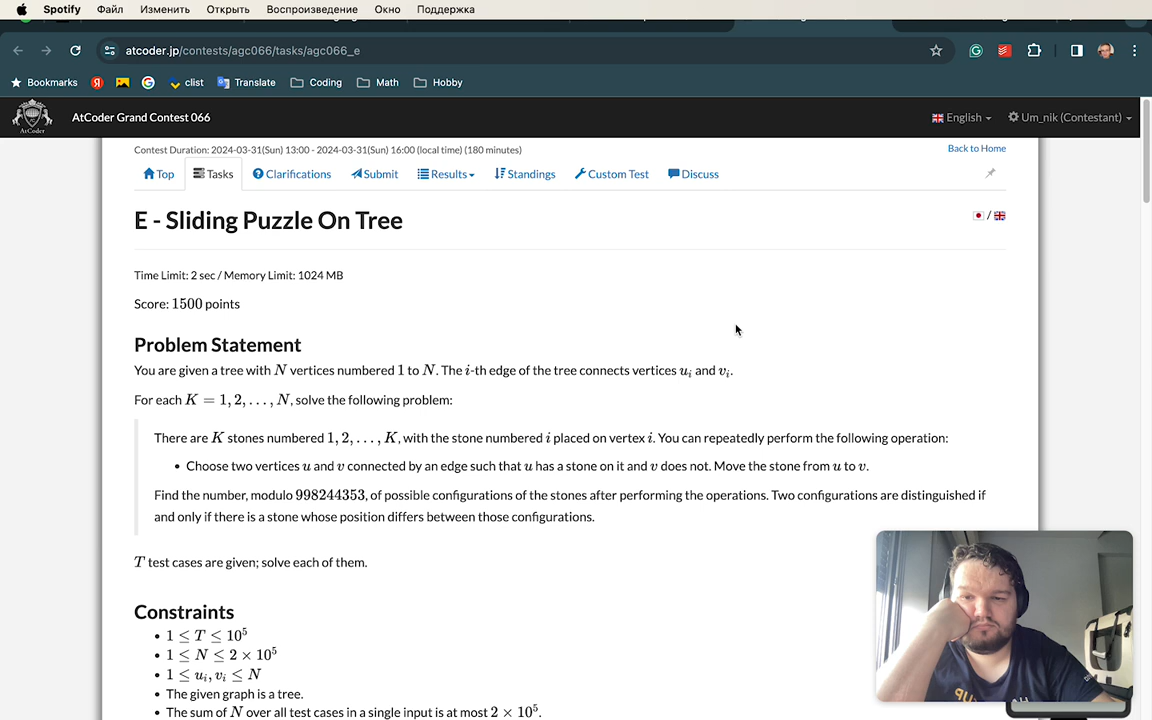 Spotify Файл Изменить Открыть Воспроизведение Окно Поддержка
atcoder.jp/contests/agc066/tasks/agc066_e
Bookmarks Я clist Translate Coding Math Hobby
AtCoder Grand Contest 066 English Um_nik (Contestant)
Contest Duration: 2024-03-31(Sun) 13:00 - 2024-03-31(Sun) 16:00 (local time) (180 minutes) Back to Home
Top Tasks Clarifications Submit Results Standings Custom Test Discuss
E - Sliding Puzzle On Tree /
Time Limit: 2 sec / Memory Limit: 1024 MB
Score: 1500 points
Problem Statement
You are given a tree with N vertices numbered 1 to N. The i-th edge of the tree connects vertices uᵢ and vᵢ.
For each K = 1, 2, . . . , N, solve the following problem:
There are K stones numbered 1, 2, . . . , K, with the stone numbered i placed on vertex i. You can repeatedly perform the following operation:
• Choose two vertices u and v connected by an edge such that u has a stone on it and v does not. Move the stone from u to v.
Find the number, modulo 998244353, of possible configurations of the stones after performing the operations. Two configurations are distinguished if
and only if there is a stone whose position differs between those configurations.
T test cases are given; solve each of them.
Constraints
• 1 ≤ T ≤ 10⁵
• 1 ≤ N ≤ 2 × 10⁵
• 1 ≤ uᵢ, vᵢ ≤ N
• The given graph is a tree.
• The sum of N over all test cases in a single input is at most 2 × 10⁵.